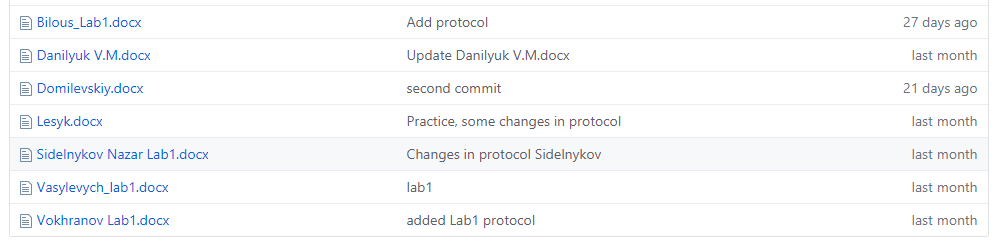 Bilous_Lab1.docx Add protocol 27 days ago
Danilyuk V.M.docx Update Danilyuk V.M.docx last month
Domilevskiy.docx second commit 21 days ago
Lesyk.docx Practice, some changes in protocol last month
Sidelnykov Nazar Lab1.docx Changes in protocol Sidelnykov last month
Vasylevych_lab1.docx lab1 last month
Vokhranov Lab1.docx added Lab1 protocol last month